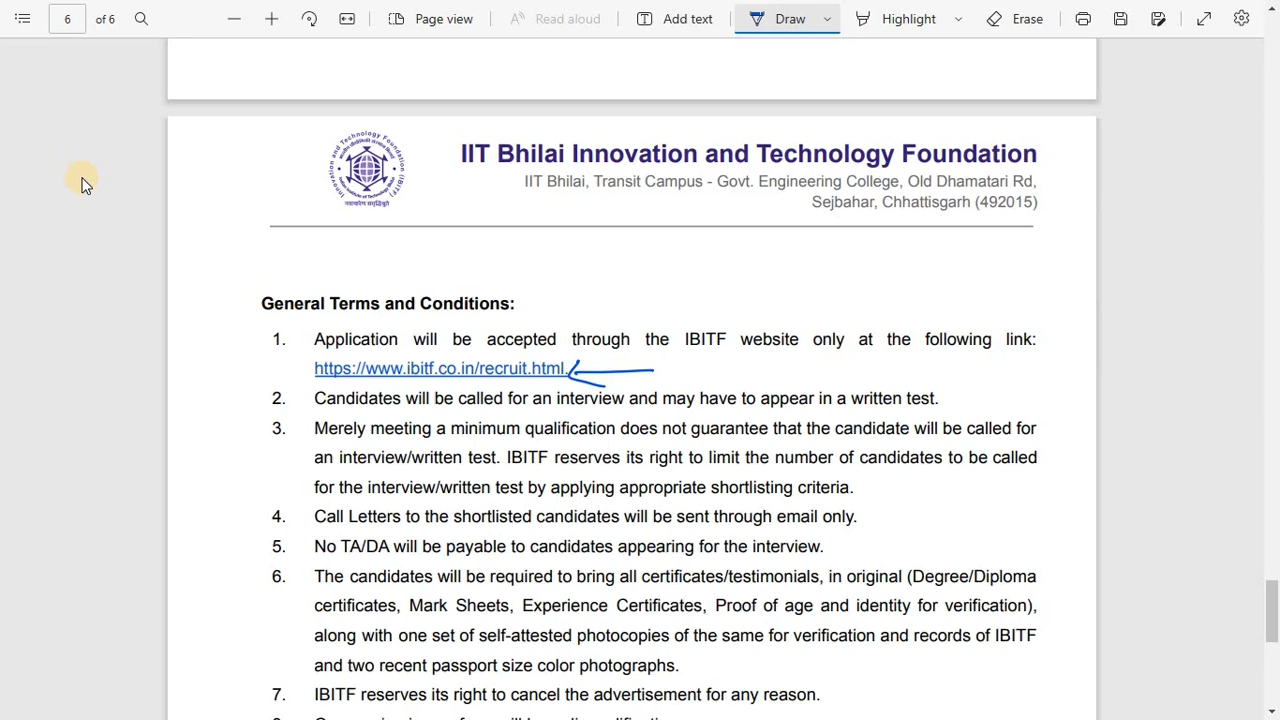 6 of 6 Page view Read aloud Add text Draw Highlight Erase
IIT Bhilai Innovation and Technology Foundation
IIT Bhilai, Transit Campus - Govt. Engineering College, Old Dhamatari Rd,
Sejbahar, Chhattisgarh (492015)
General Terms and Conditions:
1. Application will be accepted through the IBITF website only at the following link:
https://www.ibitf.co.in/recruit.html.
2. Candidates will be called for an interview and may have to appear in a written test.
3. Merely meeting a minimum qualification does not guarantee that the candidate will be called for
an interview/written test. IBITF reserves its right to limit the number of candidates to be called
for the interview/written test by applying appropriate shortlisting criteria.
4. Call Letters to the shortlisted candidates will be sent through email only.
5. No TA/DA will be payable to candidates appearing for the interview.
6. The candidates will be required to bring all certificates/testimonials, in original (Degree/Diploma
certificates, Mark Sheets, Experience Certificates, Proof of age and identity for verification),
along with one set of self-attested photocopies of the same for verification and records of IBITF
and two recent passport size color photographs.
7. IBITF reserves its right to cancel the advertisement for any reason.